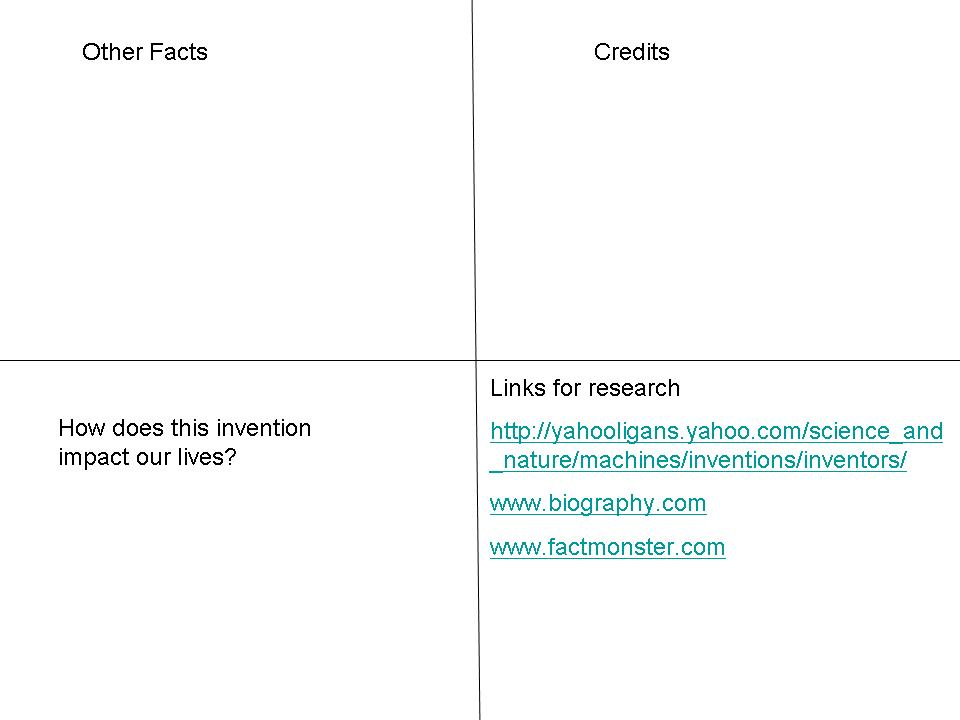 Other Facts
Credits
How does this invention
impact our lives?
Links for research
http://yahooligans.yahoo.com/science_and
_nature/machines/inventions/inventors/
www.biography.com
www.factmonster.com